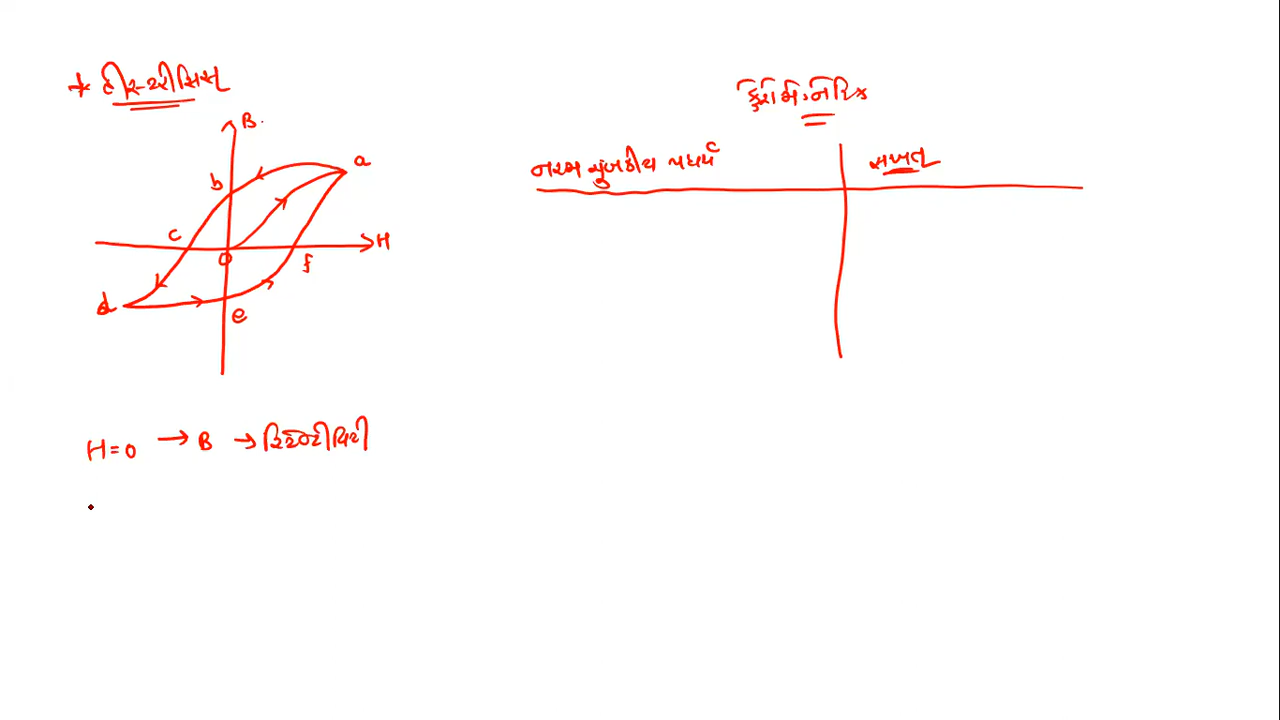 * હીસ્ટરીસિસ
B
a
b
c
O
H
f
d
e
H=0 → B → રિટેન્ટીવિટી
ફેરોમેગ્નેટિક
નરમ ચુંબકીય પદાર્થ
સખત